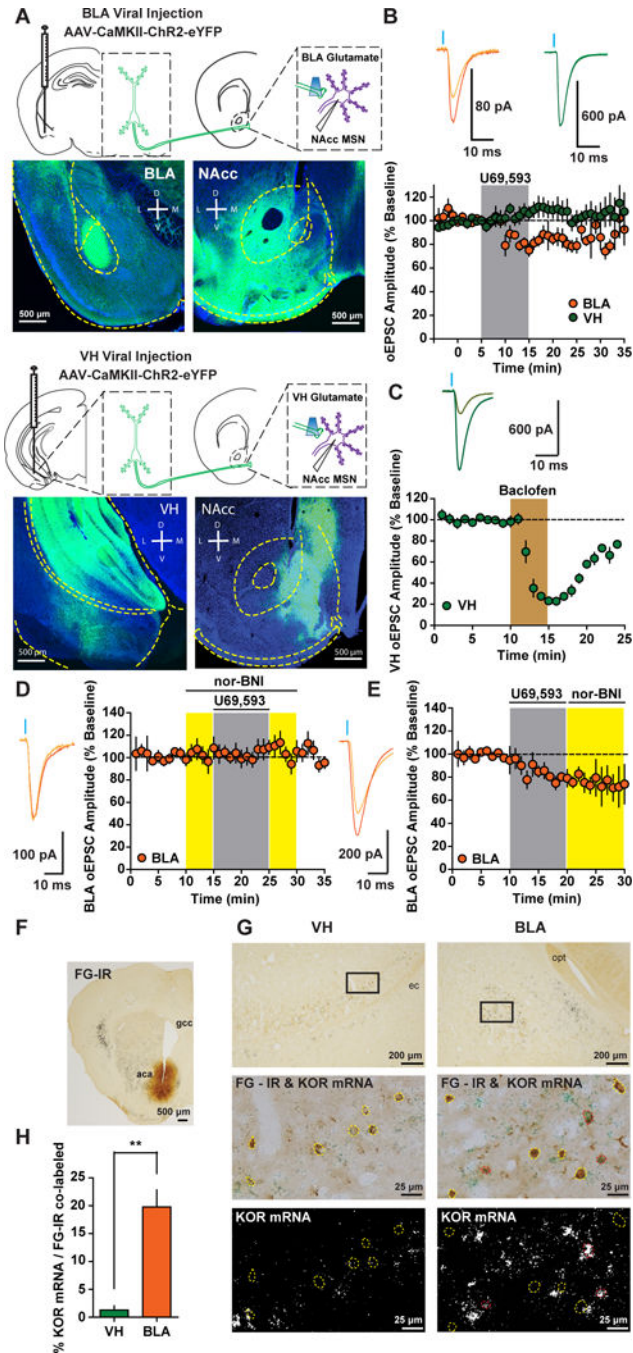 A
BLA Viral Injection
AAV-CaMKII-ChR2-eYFP
BLA Glutamate
NAcc MSN
BLA
D
L M
V
500 µm
NAcc
D
L M
V
500 µm
VH Viral Injection
AAV-CaMKII-ChR2-eYFP
VH Glutamate
NAcc MSN
VH
D
L M
V
500 µm
NAcc
D
L M
V
500 µm
B
80 pA
10 ms
600 pA
10 ms
U69,593
oEPSC Amplitude (% Baseline)
120
100
80
60
40
20
0
BLA
VH
-5 0 5 10 15 20 25 30 35
Time (min)
C
600 pA
10 ms
Baclofen
VH oEPSC Amplitude (% Baseline)
120
100
80
60
40
20
0
VH
0 5 10 15 20 25
Time (min)
D
100 pA
10 ms
nor-BNI
U69,593
BLA oEPSC Amplitude (% Baseline)
140
120
100
80
60
40
20
0
BLA
0 5 10 15 20 25 30 35
Time (min)
E
200 pA
10 ms
U69,593
nor-BNI
BLA oEPSC Amplitude (% Baseline)
140
120
100
80
60
40
20
0
BLA
0 5 10 15 20 25 30
Time (min)
F
FG-IR
gcc
aca
500 µm
G
VH
BLA
ec
200 µm
opt
200 µm
FG - IR & KOR mRNA
25 µm
FG - IR & KOR mRNA
25 µm
KOR mRNA
25 µm
KOR mRNA
25 µm
H
% KOR mRNA / FG-IR co-labeled
25
20
15
10
5
0
**
VH
BLA